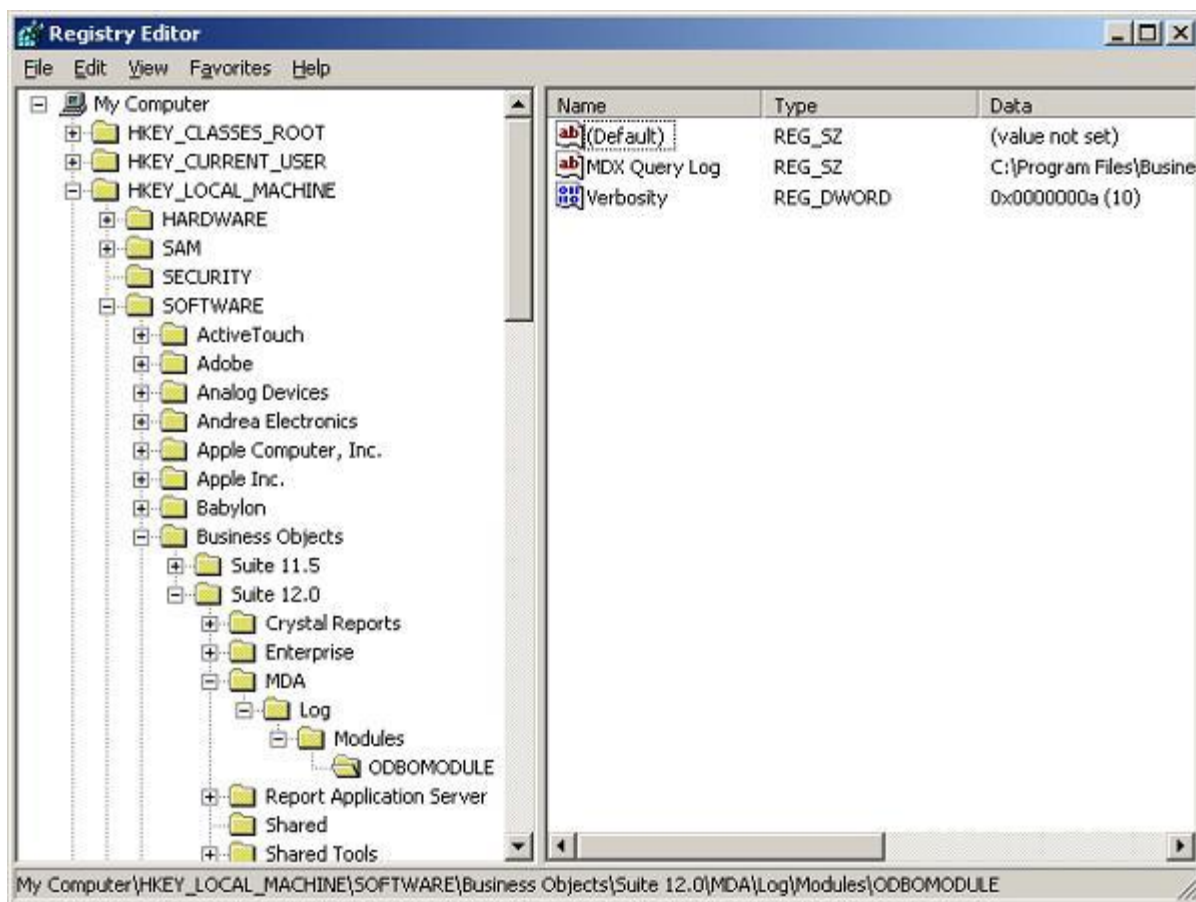 Registry Editor
File Edit View Favorites Help
My Computer
HKEY_CLASSES_ROOT
HKEY_CURRENT_USER
HKEY_LOCAL_MACHINE
HARDWARE
SAM
SECURITY
SOFTWARE
ActiveTouch
Adobe
Analog Devices
Andrea Electronics
Apple Computer, Inc.
Apple Inc.
Babylon
Business Objects
Suite 11.5
Suite 12.0
Crystal Reports
Enterprise
MDA
Log
Modules
ODBOMODULE
Report Application Server
Shared
Shared Tools
Name Type Data
(Default) REG_SZ (value not set)
MDX Query Log REG_SZ C:\Program Files\Busine
Verbosity REG_DWORD 0x0000000a (10)
My Computer\HKEY_LOCAL_MACHINE\SOFTWARE\Business Objects\Suite 12.0\MDA\Log\Modules\ODBOMODULE